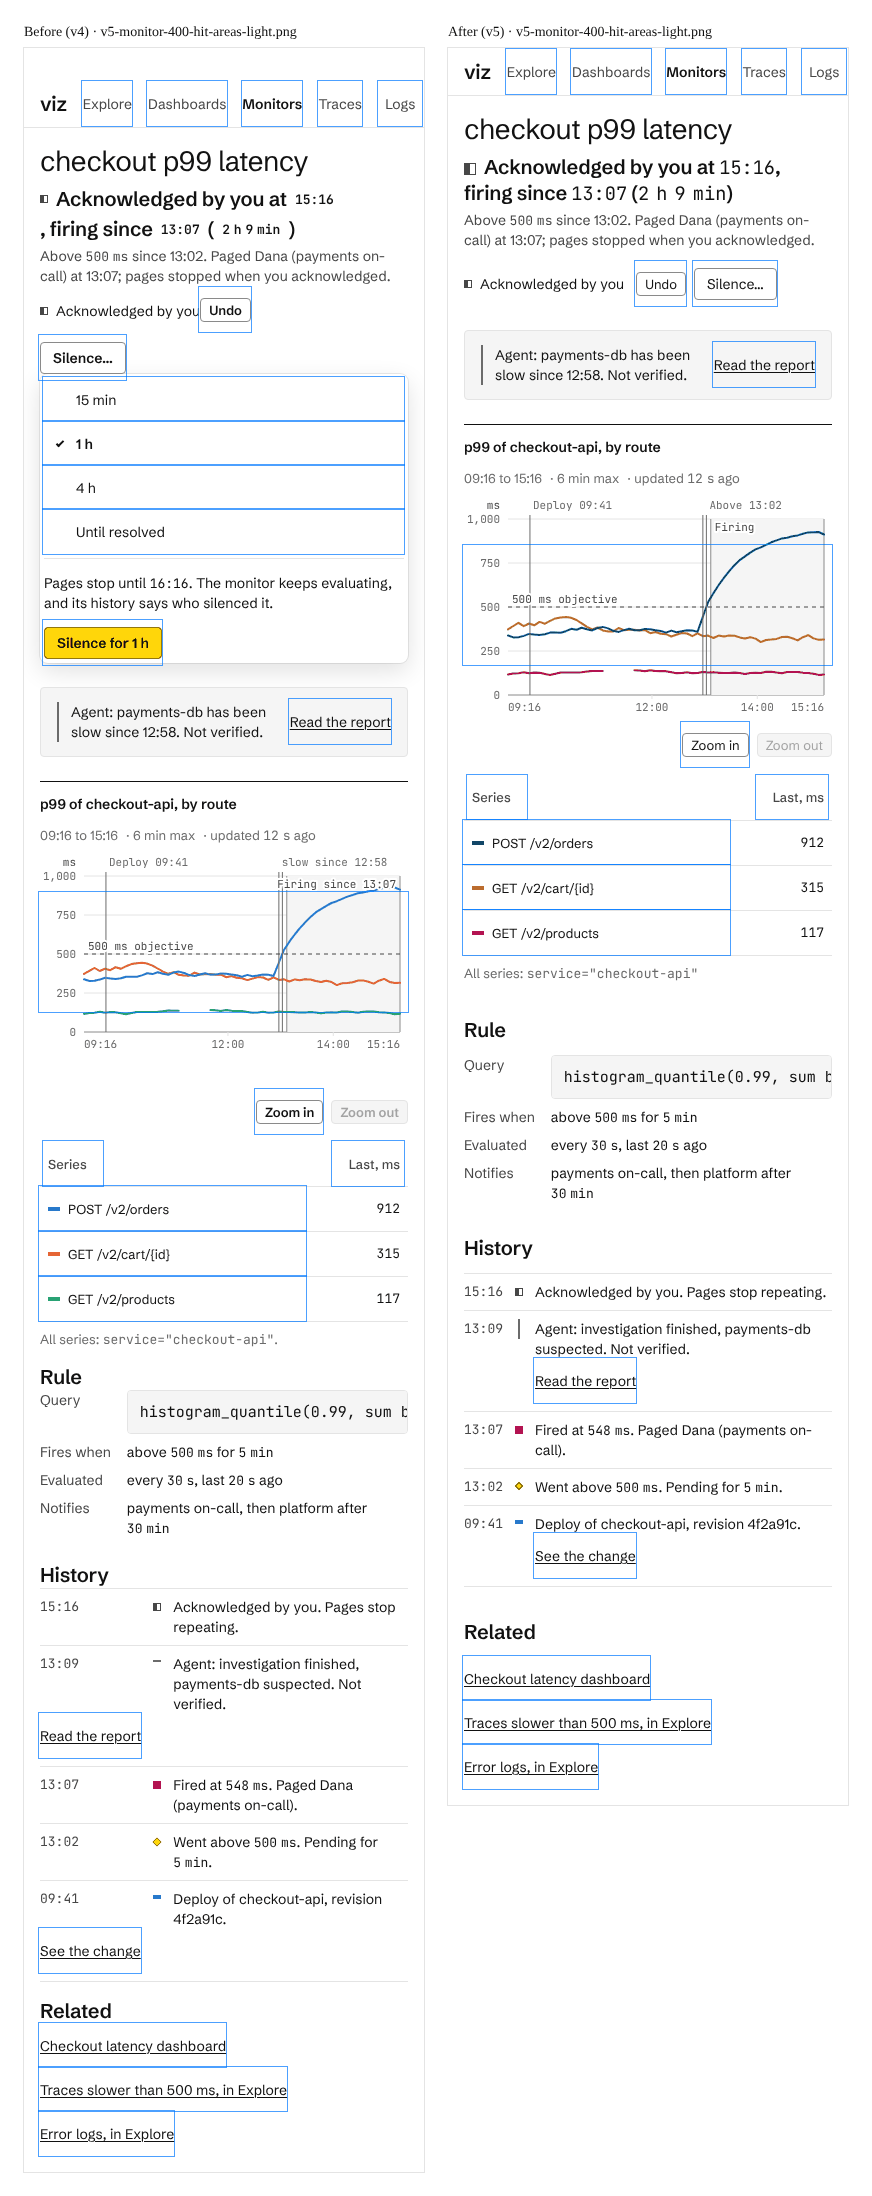 Before (v4) · v5-monitor-400-hit-areas-light.png
viz Explore Dashboards Monitors Traces Logs
checkout p99 latency
Acknowledged by you at 15:16
, firing since 13:07 ( 2 h 9 min )
Above 500 ms since 13:02. Paged Dana (payments on-
call) at 13:07; pages stopped when you acknowledged.
Acknowledged by you Undo
Silence…
15 min
1 h
4 h
Until resolved
Pages stop until 16:16. The monitor keeps evaluating,
and its history says who silenced it.
Silence for 1 h
Agent: payments-db has been
slow since 12:58. Not verified.
Read the report
p99 of checkout-api, by route
09:16 to 15:16 · 6 min max · updated 12 s ago
ms Deploy 09:41 slow since 12:58
1,000
Firing since 13:07
750
500 ms objective
500
250
0
09:16 12:00 14:00 15:16
Zoom in Zoom out
Series Last, ms
POST /v2/orders 912
GET /v2/cart/{id} 315
GET /v2/products 117
All series: service="checkout-api".
Rule
Query histogram_quantile(0.99, sum b
Fires when above 500 ms for 5 min
Evaluated every 30 s, last 20 s ago
Notifies payments on-call, then platform after
30 min
History
15:16 Acknowledged by you. Pages stop
repeating.
13:09 Agent: investigation finished,
payments-db suspected. Not
verified.
Read the report
13:07 Fired at 548 ms. Paged Dana
(payments on-call).
13:02 Went above 500 ms. Pending for
5 min.
09:41 Deploy of checkout-api, revision
4f2a91c.
See the change
Related
Checkout latency dashboard
Traces slower than 500 ms, in Explore
Error logs, in Explore
After (v5) · v5-monitor-400-hit-areas-light.png
viz Explore Dashboards Monitors Traces Logs
checkout p99 latency
Acknowledged by you at 15:16,
firing since 13:07 (2 h 9 min)
Above 500 ms since 13:02. Paged Dana (payments on-
call) at 13:07; pages stopped when you acknowledged.
Acknowledged by you Undo Silence…
Agent: payments-db has been
slow since 12:58. Not verified.
Read the report
p99 of checkout-api, by route
09:16 to 15:16 · 6 min max · updated 12 s ago
ms Deploy 09:41 Above 13:02
1,000
Firing
750
500 ms objective
500
250
0
09:16 12:00 14:00 15:16
Zoom in Zoom out
Series Last, ms
POST /v2/orders 912
GET /v2/cart/{id} 315
GET /v2/products 117
All series: service="checkout-api"
Rule
Query histogram_quantile(0.99, sum b
Fires when above 500 ms for 5 min
Evaluated every 30 s, last 20 s ago
Notifies payments on-call, then platform after
30 min
History
15:16 Acknowledged by you. Pages stop repeating.
13:09 Agent: investigation finished, payments-db
suspected. Not verified.
Read the report
13:07 Fired at 548 ms. Paged Dana (payments on-
call).
13:02 Went above 500 ms. Pending for 5 min.
09:41 Deploy of checkout-api, revision 4f2a91c.
See the change
Related
Checkout latency dashboard
Traces slower than 500 ms, in Explore
Error logs, in Explore